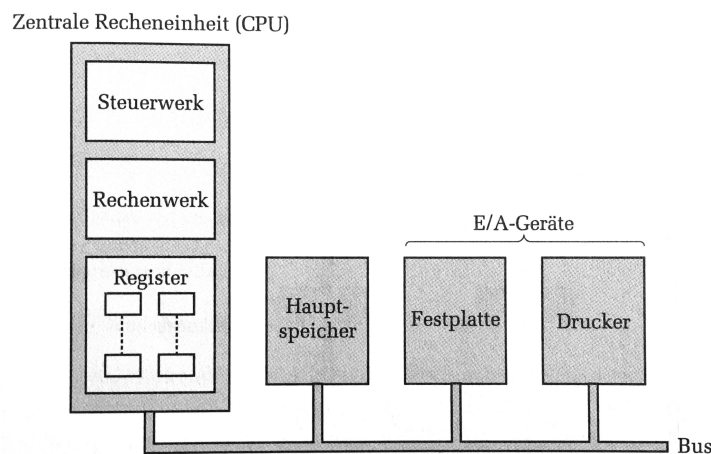 Zentrale Recheneinheit (CPU)
Steuerwerk
Rechenwerk
Register
E/A-Geräte
Haupt-
speicher
Festplatte
Drucker
Bus